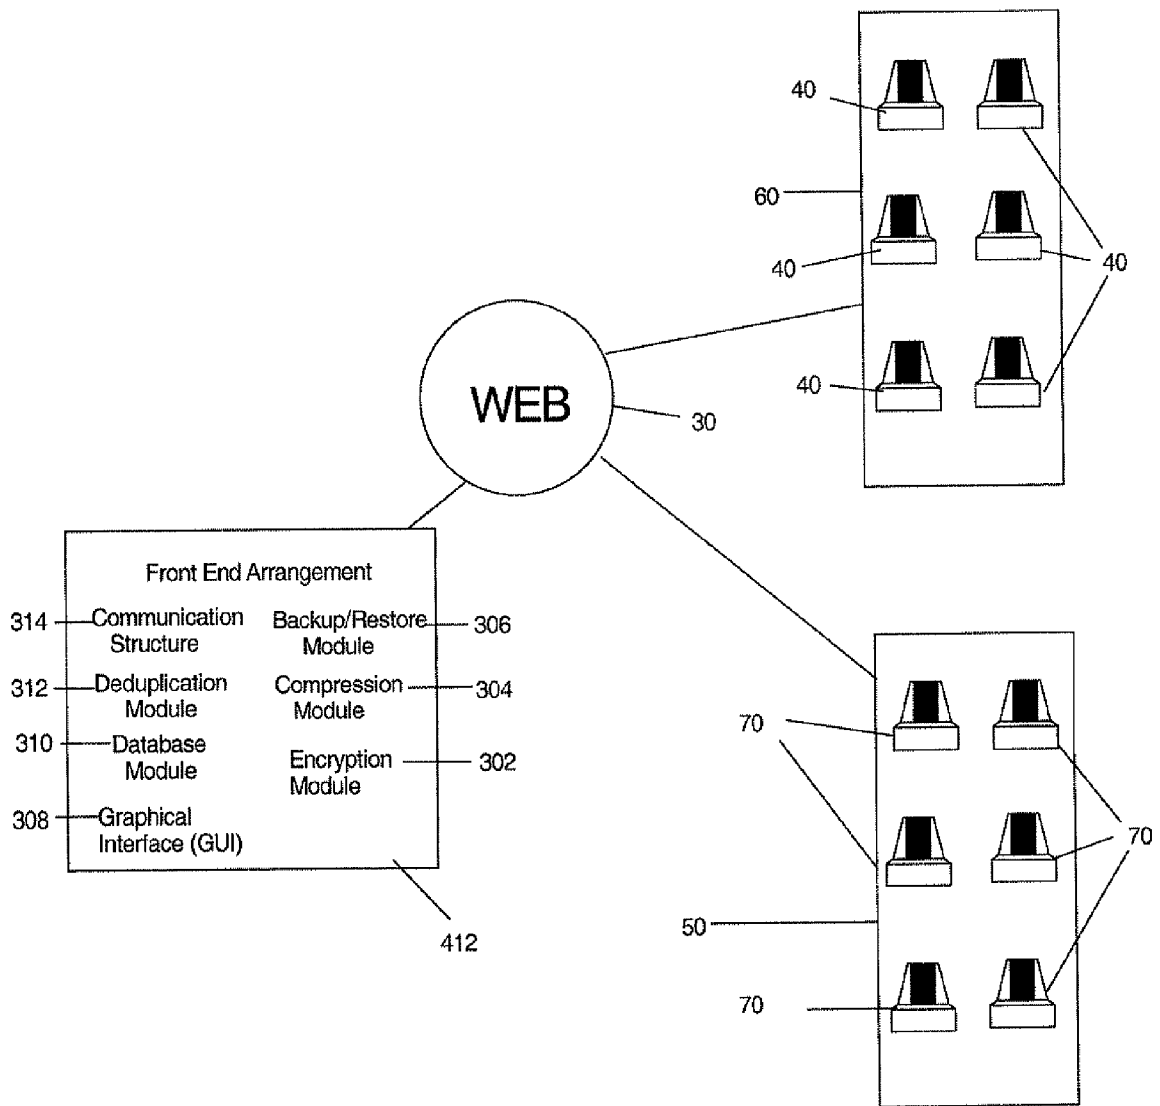 40
60
40
40
40
WEB
30
Front End Arrangement
314
Communication
Structure
Backup/Restore
Module
306
312
Deduplication
Module
Compression
Module
304
310
Database
Module
Encryption
Module
302
308
Graphical
Interface (GUI)
412
70
70
50
70